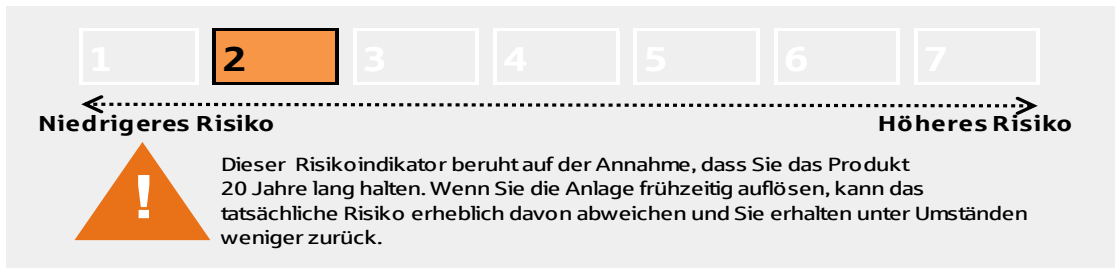 1 2 3 4 5 6 7
Niedrigeres Risiko Höheres Risiko
!
Dieser Risikoindikator beruht auf der Annahme, dass Sie das Produkt
20 Jahre lang halten. Wenn Sie die Anlage frühzeitig auflösen, kann das
tatsächliche Risiko erheblich davon abweichen und Sie erhalten unter Umständen
weniger zurück.